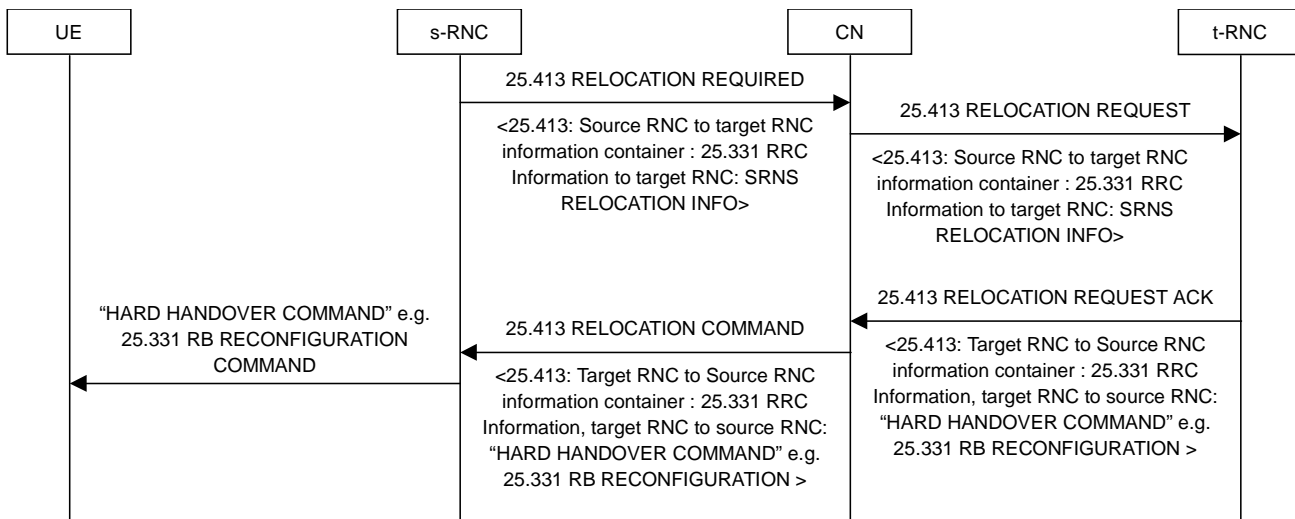 UE
s-RNC
CN
t-RNC
25.413 RELOCATION REQUIRED
<25.413: Source RNC to target RNC
information container : 25.331 RRC
Information to target RNC: SRNS
RELOCATION INFO>
25.413 RELOCATION REQUEST
<25.413: Source RNC to target RNC
information container : 25.331 RRC
Information to target RNC: SRNS
RELOCATION INFO>
25.413 RELOCATION REQUEST ACK
<25.413: Target RNC to Source RNC
information container : 25.331 RRC
Information, target RNC to source RNC:
“HARD HANDOVER COMMAND” e.g.
25.331 RB RECONFIGURATION >
25.413 RELOCATION COMMAND
<25.413: Target RNC to Source RNC
information container : 25.331 RRC
Information, target RNC to source RNC:
“HARD HANDOVER COMMAND” e.g.
25.331 RB RECONFIGURATION >
“HARD HANDOVER COMMAND” e.g.
25.331 RB RECONFIGURATION
COMMAND